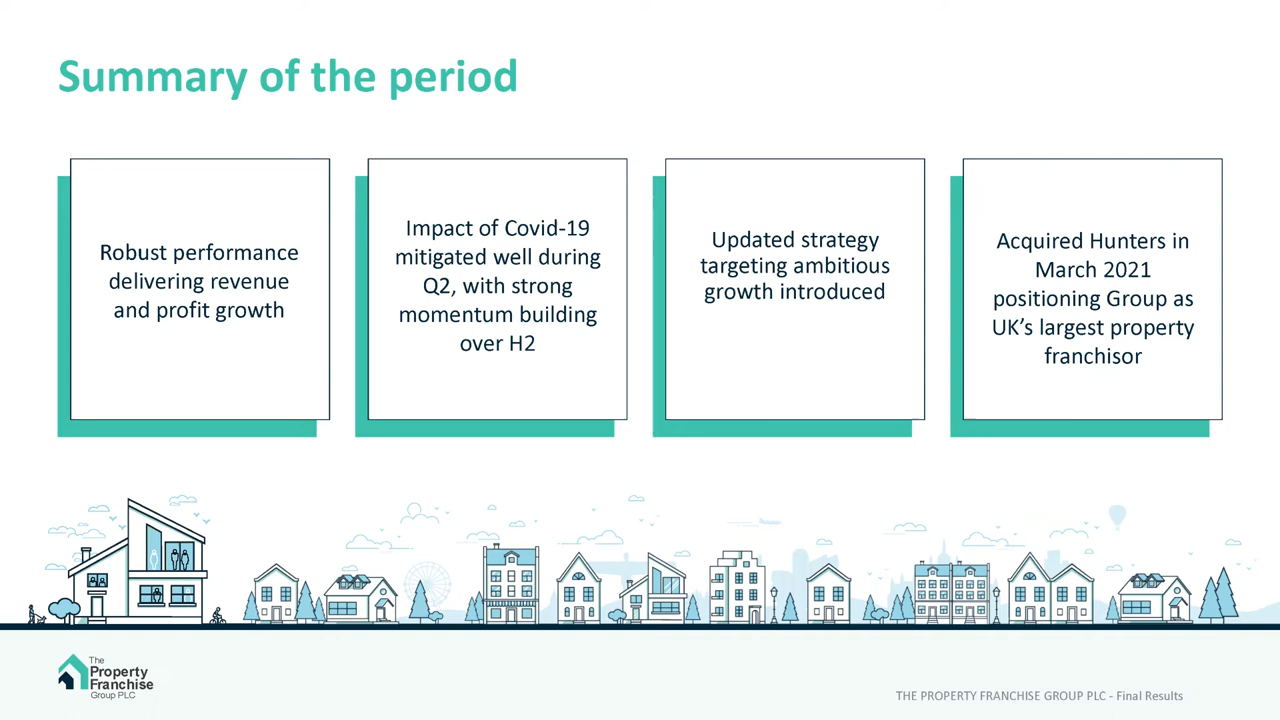 Summary of the period
Robust performance
delivering revenue
and profit growth
Impact of Covid-19
mitigated well during
Q2, with strong
momentum building
over H2
Updated strategy
targeting ambitious
growth introduced
Acquired Hunters in
March 2021
positioning Group as
UK’s largest property
franchisor
The
Property
Franchise
Group PLC
THE PROPERTY FRANCHISE GROUP PLC - Final Results